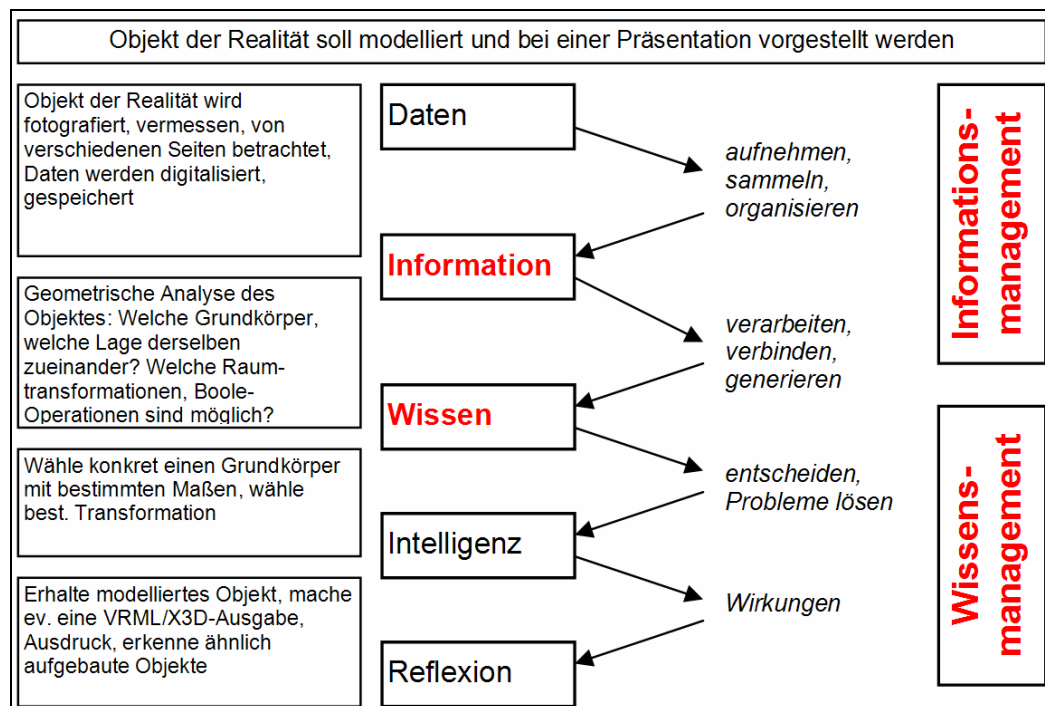 Objekt der Realität soll modelliert und bei einer Präsentation vorgestellt werden
Objekt der Realität wird
fotografiert, vermessen, von
verschiedenen Seiten betrachtet,
Daten werden digitalisiert,
gespeichert
Geometrische Analyse des
Objektes: Welche Grundkörper,
welche Lage derselben
zueinander? Welche Raum-
transformationen, Boole-
Operationen sind möglich?
Wähle konkret einen Grundkörper
mit bestimmten Maßen, wähle
best. Transformation
Erhalte modelliertes Objekt, mache
ev. eine VRML/X3D-Ausgabe,
Ausdruck, erkenne ähnlich
aufgebaute Objekte
Daten
aufnehmen,
sammeln,
organisieren
Information
verarbeiten,
verbinden,
generieren
Wissen
entscheiden,
Probleme lösen
Intelligenz
Wirkungen
Reflexion
Informations-
management
Wissens-
management